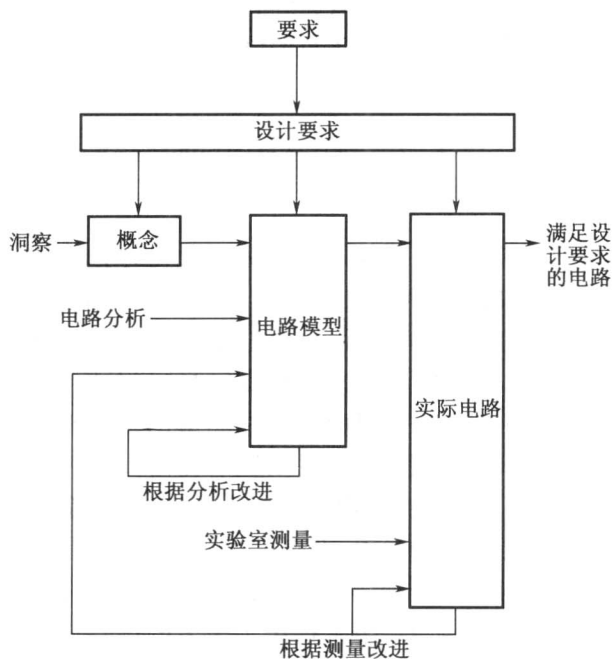 要求
设计要求
洞察
概念
满足设
计要求
的电路
电路分析
电路模型
实际电路
根据分析改进
实验室测量
根据测量改进